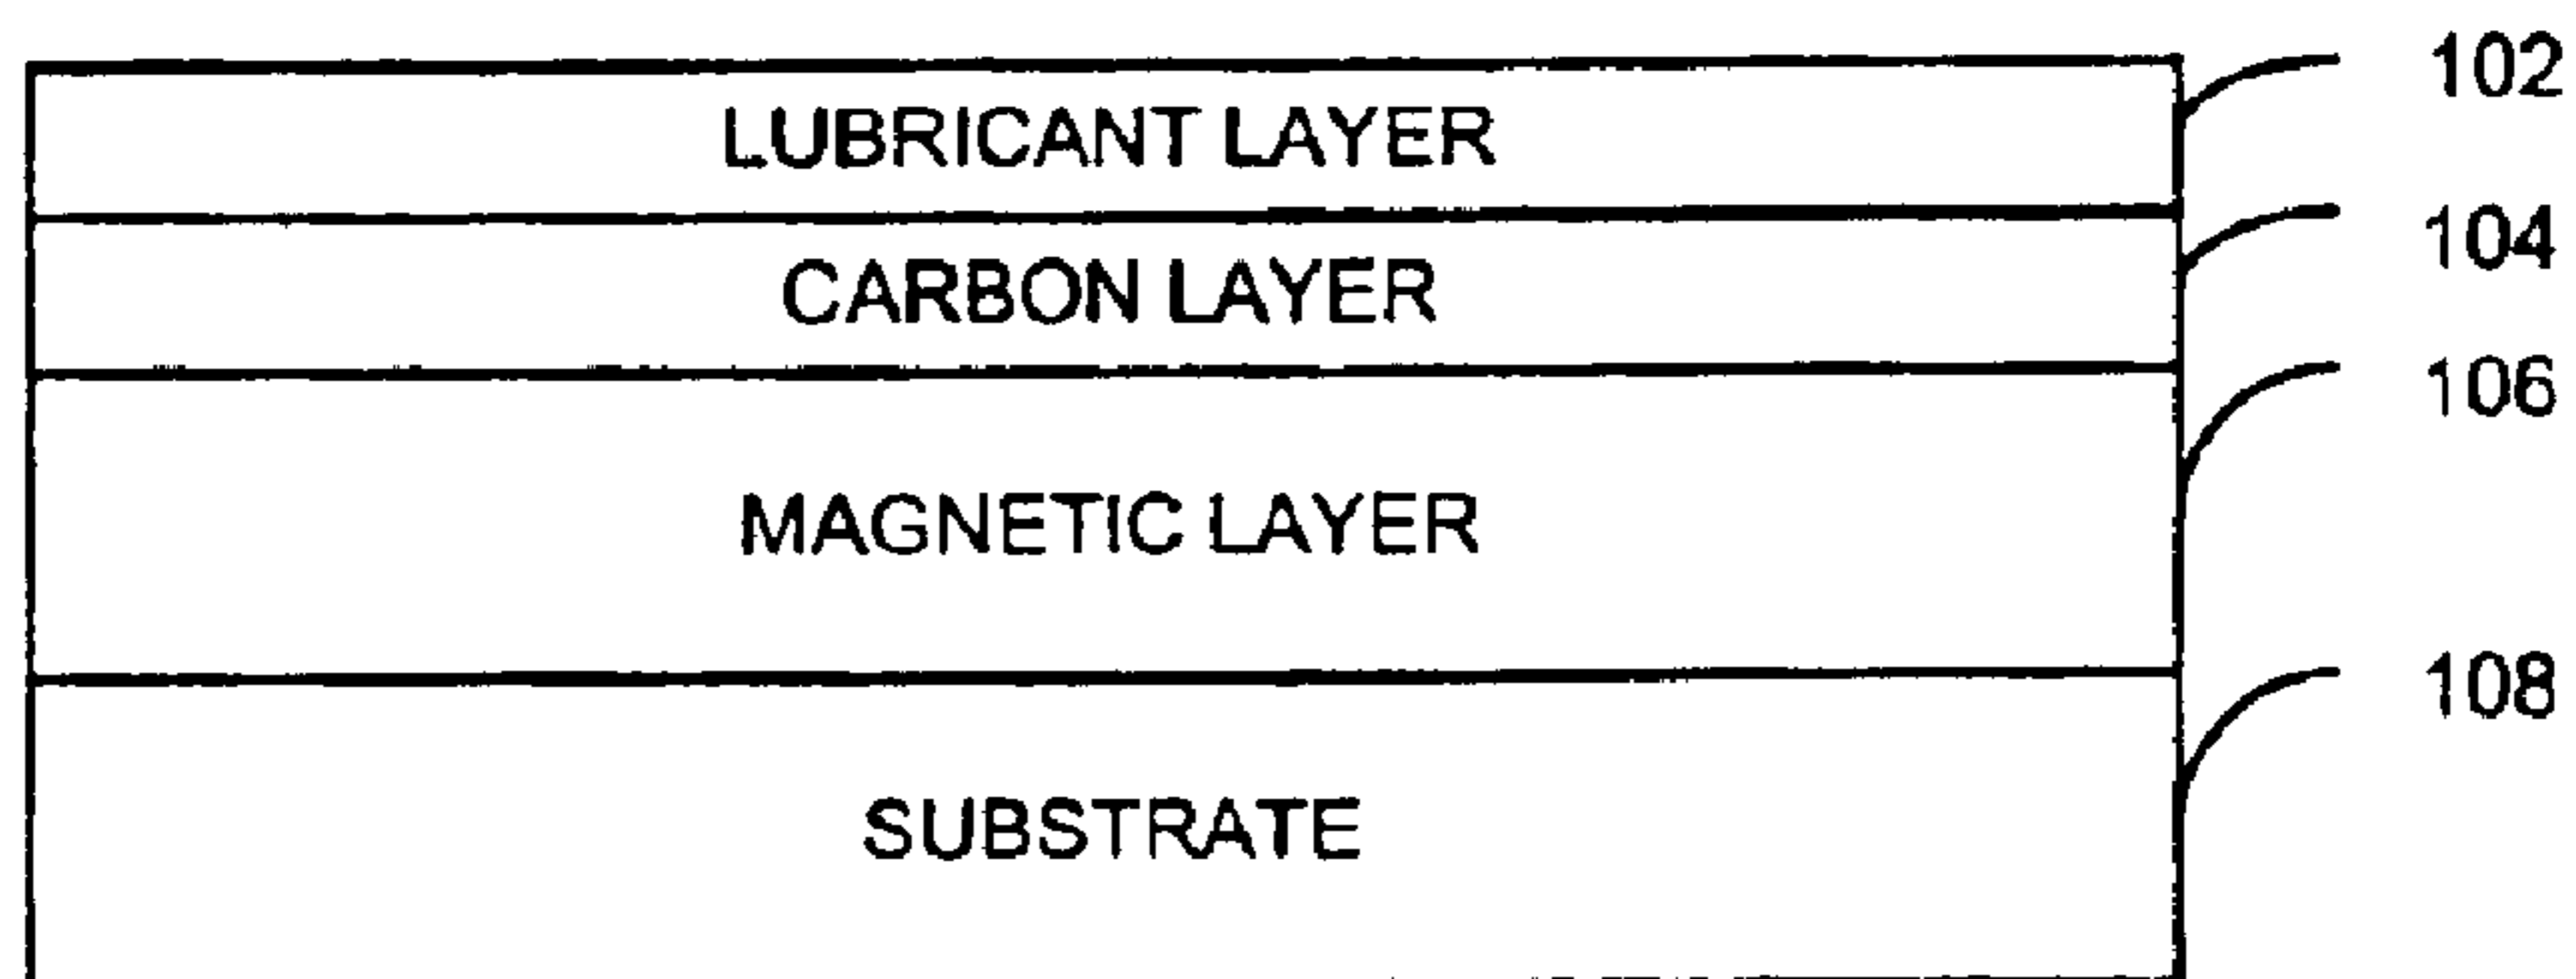 102
LUBRICANT LAYER
104
CARBON LAYER
106
MAGNETIC LAYER
108
SUBSTRATE